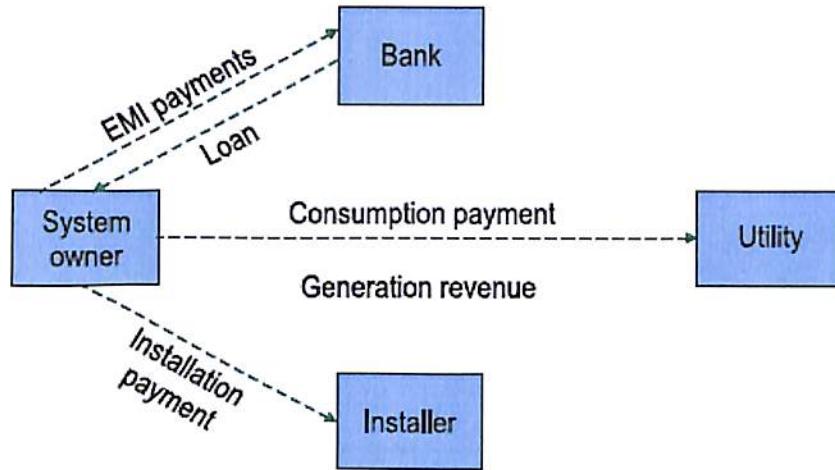 Bank
EMI payments
Loan
System
owner
Consumption payment
Utility
Generation revenue
Installation
payment
Installer